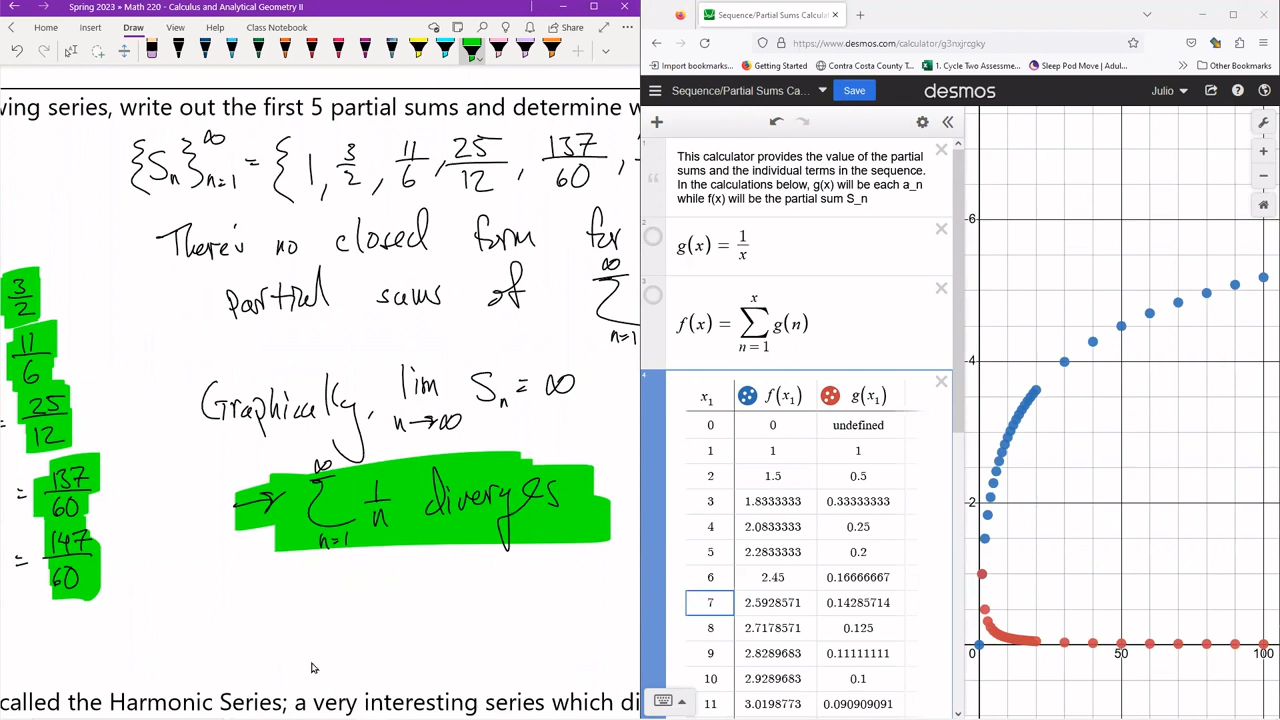 Spring 2023 » Math 220 - Calculus and Analytical Geometry II
Home Insert Draw View Help Class Notebook Share
wing series, write out the first 5 partial sums and determine w
{Sₙ}ₙ₌₁^∞ = {1, 3/2, 11/6, 25/12, 137/60,
There's no closed form for
partial sums of ∞ Σ n=1
3/2
11/6
25/12
= 137/60
= 147/60
Graphically, lim n→∞ Sₙ = ∞
→ ∞ Σ n=1 1/n diverges
called the Harmonic Series; a very interesting series which di
Sequence/Partial Sums Calcula
https://www.desmos.com/calculator/g3nxjrcgky
Import bookmarks... Getting Started Contra Costa County T... 1. Cycle Two Assessme... Sleep Pod Move | Adul... Other Bookmarks
Sequence/Partial Sums Ca... Save desmos Julio
1
This calculator provides the value of the partial
sums and the individual terms in the sequence.
In the calculations below, g(x) will be each a_n
while f(x) will be the partial sum S_n
2
g(x) = 1/x
3
f(x) = x Σ n=1 g(n)
4
x₁ f(x₁) g(x₁)
0 0 undefined
1 1 1
2 1.5 0.5
3 1.8333333 0.33333333
4 2.0833333 0.25
5 2.2833333 0.2
6 2.45 0.16666667
7 2.5928571 0.14285714
8 2.7178571 0.125
9 2.8289683 0.11111111
10 2.9289683 0.1
11 3.0198773 0.090909091
6
4
2
0 50 100